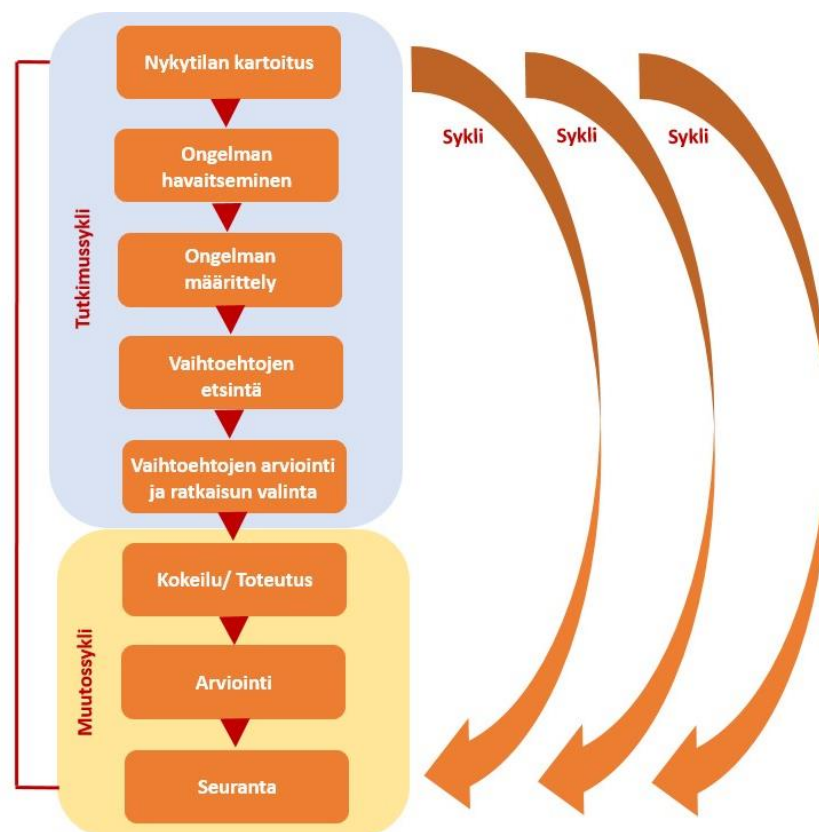 Nykytilan kartoitus
Ongelman
havaitseminen
Ongelman
määrittely
Vaihtoehtojen
etsintä
Vaihtoehtojen arviointi
ja ratkaisun valinta
Tutkimussykli
Kokeilu/ Toteutus
Arviointi
Seuranta
Muutossykli
Sykli
Sykli
Sykli